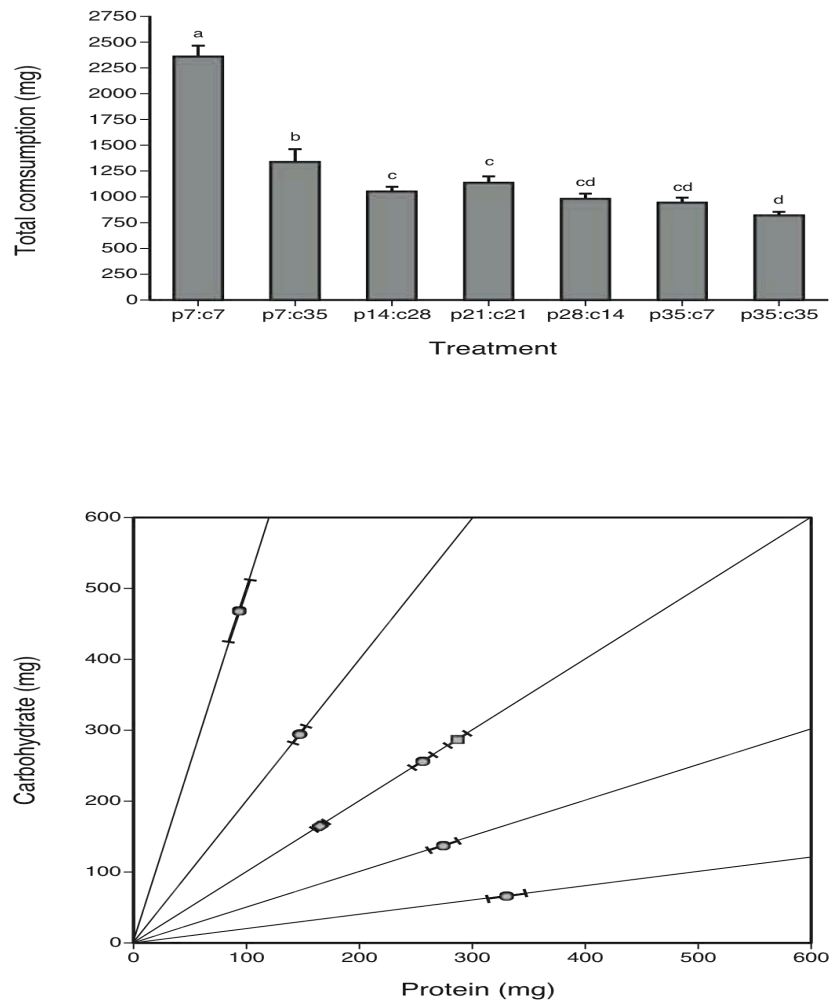 Total comsumption (mg)
2750
2500
2250
2000
1750
1500
1250
1000
750
500
250
0
a
b
c
c
cd
cd
d
p7:c7 p7:c35 p14:c28 p21:c21 p28:c14 p35:c7 p35:c35
Treatment
Carbohydrate (mg)
600
500
400
300
200
100
0
0 100 200 300 400 500 600
Protein (mg)